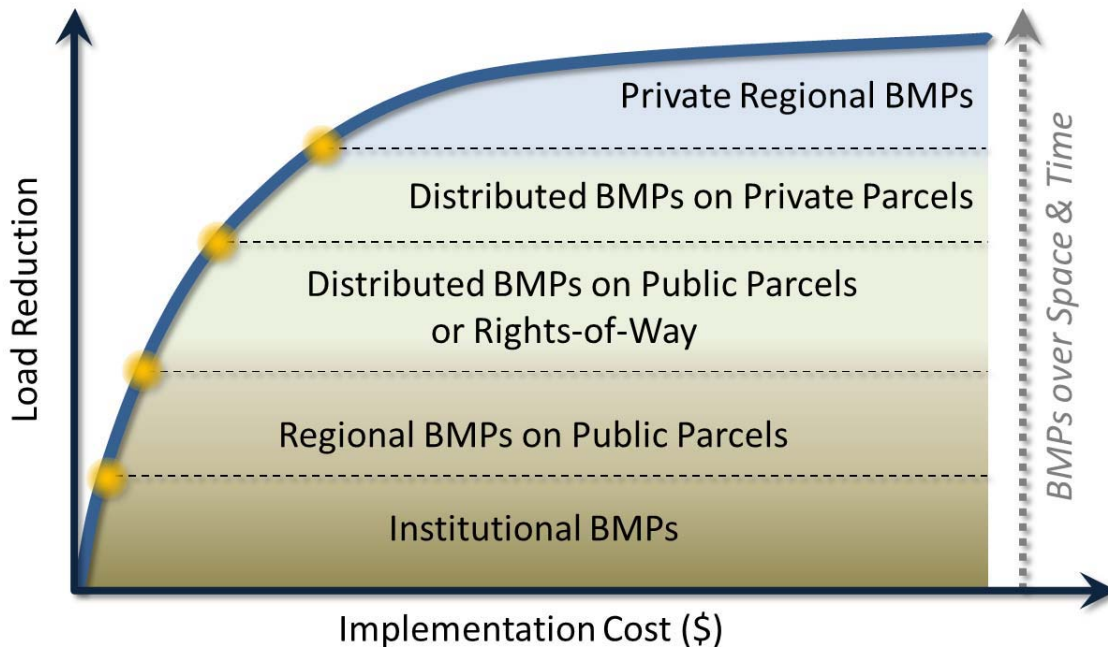 Load Reduction
Private Regional BMPs
Distributed BMPs on Private Parcels
Distributed BMPs on Public Parcels
or Rights-of-Way
Regional BMPs on Public Parcels
Institutional BMPs
BMPs over Space & Time
Implementation Cost ($)